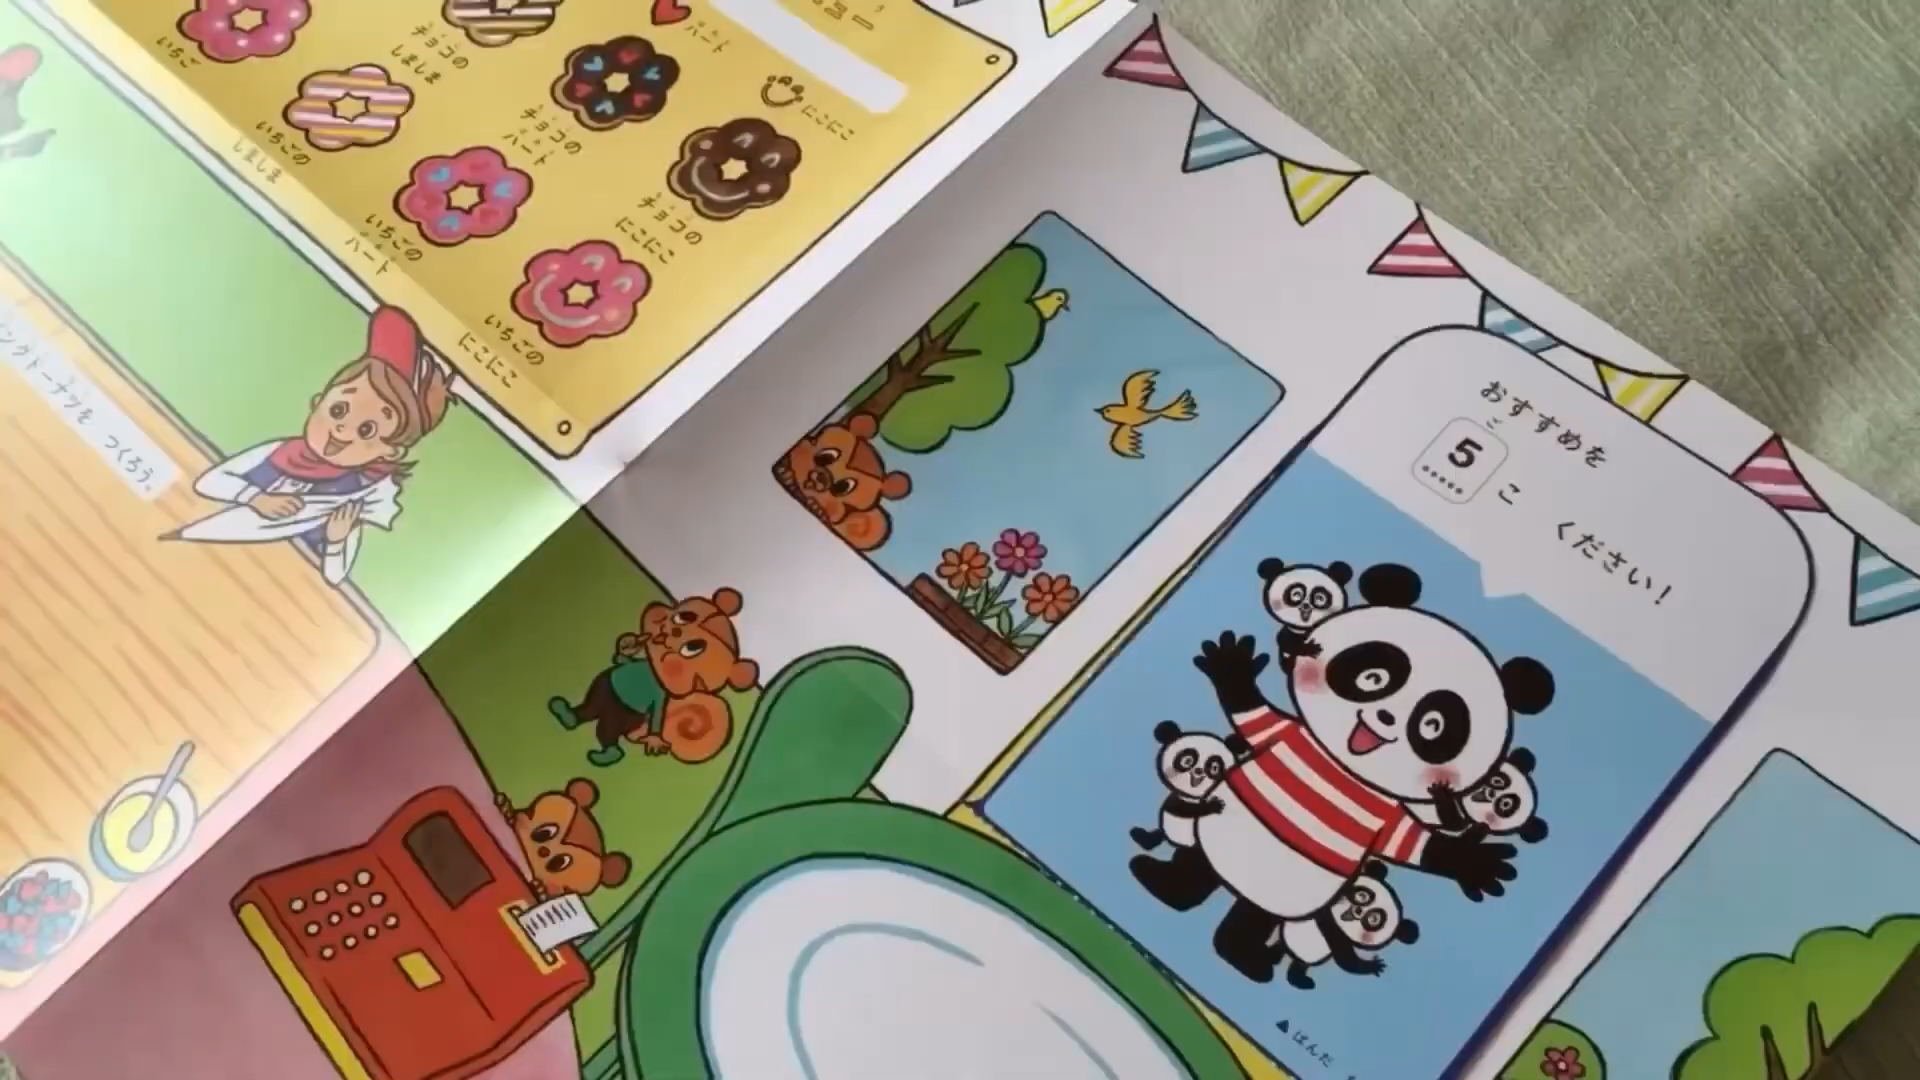 いちご
チョコの
しましま
ハート
いちごの
しましま
チョコの
ハート
にこにこ
いちごの
ハート
チョコの
にこにこ
いちごの
にこにこ
ングドーナツを つくろう。
おすすめを
5
ご
こ
ください!
▲ぱんだ